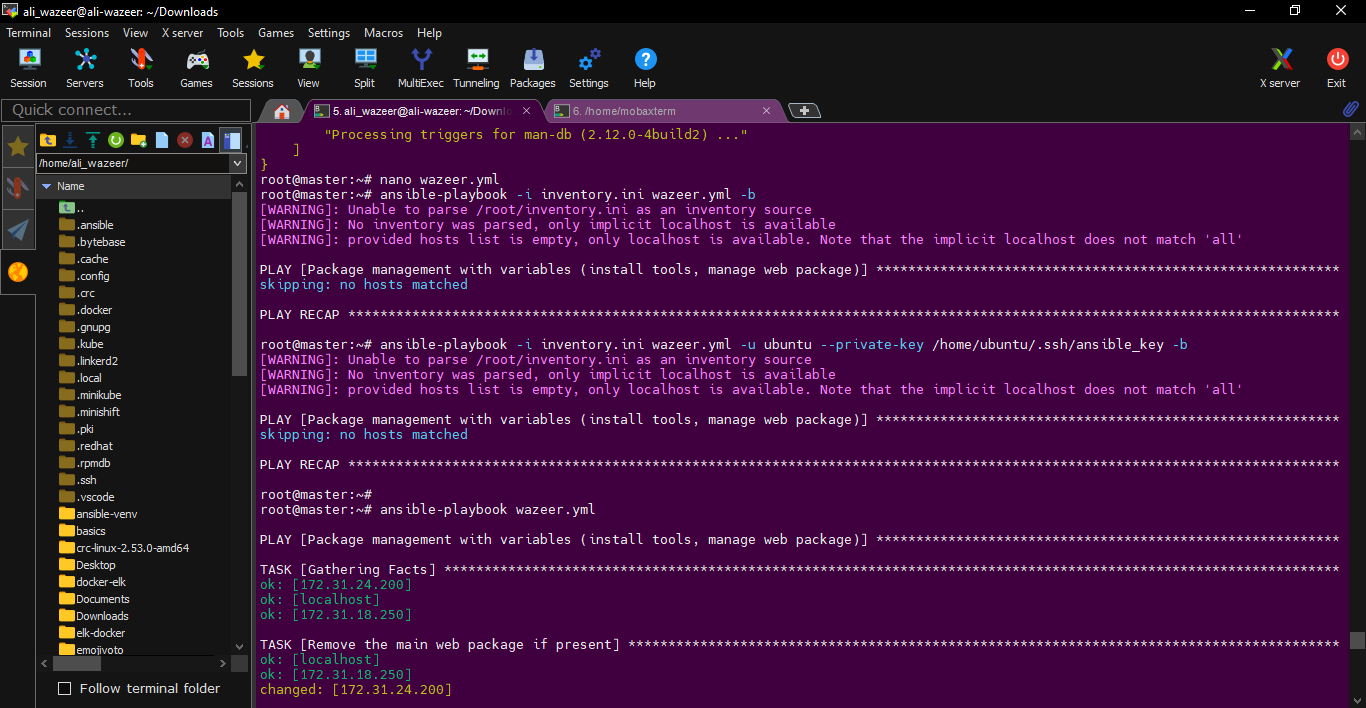 ali_wazeer@ali-wazeer: ~/Downloads
Terminal Sessions View X server Tools Games Settings Macros Help
Session Servers Tools Games Sessions View Split MultiExec Tunneling Packages Settings Help X server Exit
Quick connect...
5. ali_wazeer@ali-wazeer: ~/Downlo
6. /home/mobaxterm
/home/ali_wazeer/
Name
..
.ansible
.bytebase
.cache
.config
.crc
.docker
.gnupg
.kube
.linkerd2
.local
.minikube
.minishift
.pki
.redhat
.rpmdb
.ssh
.vscode
ansible-venv
basics
crc-linux-2.53.0-amd64
Desktop
docker-elk
Documents
Downloads
elk-docker
emojivoto
Follow terminal folder
"Processing triggers for man-db (2.12.0-4build2) ..."
]
}
root@master:~# nano wazeer.yml
root@master:~# ansible-playbook -i inventory.ini wazeer.yml -b
[WARNING]: Unable to parse /root/inventory.ini as an inventory source
[WARNING]: No inventory was parsed, only implicit localhost is available
[WARNING]: provided hosts list is empty, only localhost is available. Note that the implicit localhost does not match 'all'
PLAY [Package management with variables (install tools, manage web package)] **********************************************************
skipping: no hosts matched
PLAY RECAP ****************************************************************************************************************************
root@master:~# ansible-playbook -i inventory.ini wazeer.yml -u ubuntu --private-key /home/ubuntu/.ssh/ansible_key -b
[WARNING]: Unable to parse /root/inventory.ini as an inventory source
[WARNING]: No inventory was parsed, only implicit localhost is available
[WARNING]: provided hosts list is empty, only localhost is available. Note that the implicit localhost does not match 'all'
PLAY [Package management with variables (install tools, manage web package)] **********************************************************
skipping: no hosts matched
PLAY RECAP ****************************************************************************************************************************
root@master:~#
root@master:~# ansible-playbook wazeer.yml
PLAY [Package management with variables (install tools, manage web package)] **********************************************************
TASK [Gathering Facts] ****************************************************************************************************************
ok: [172.31.24.200]
ok: [localhost]
ok: [172.31.18.250]
TASK [Remove the main web package if present] *****************************************************************************************
ok: [localhost]
ok: [172.31.18.250]
changed: [172.31.24.200]